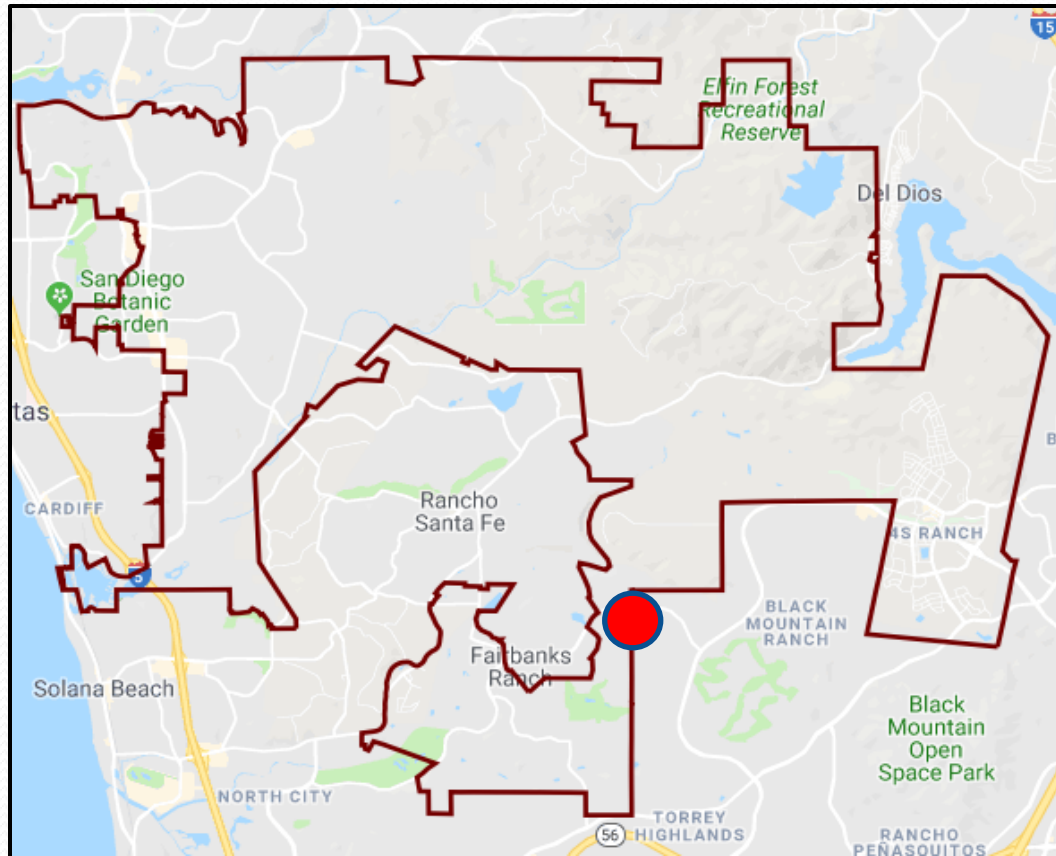 15
Elfin Forest
Recreational
Reserve
Del Dios
San Diego
Botanic
Garden
tas
Rancho
Santa Fe
CARDIFF
B
4S RANCH
5
BLACK
MOUNTAIN
RANCH
Fairbanks
Ranch
Solana Beach
Black
Mountain
Open
Space Park
NORTH CITY
TORREY
HIGHLANDS
56
RANCHO
PEÑASQUITOS